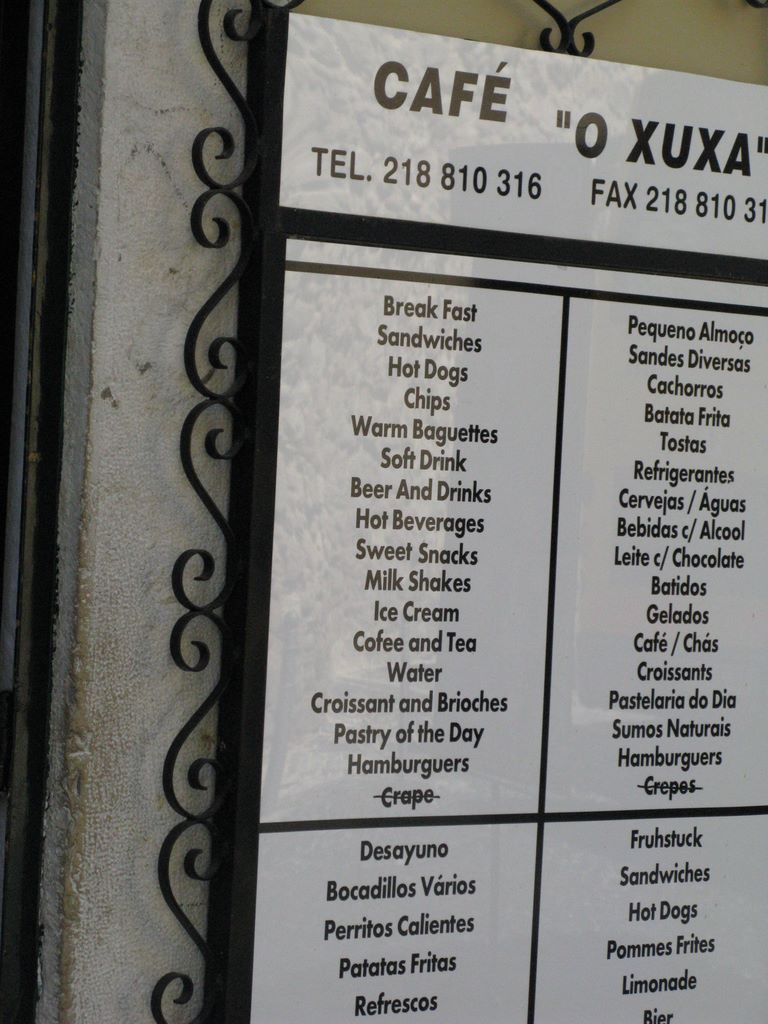 CAFÉ "O XUXA"
TEL. 218 810 316 FAX 218 810 31
Break Fast
Sandwiches
Hot Dogs
Chips
Warm Baguettes
Soft Drink
Beer And Drinks
Hot Beverages
Sweet Snacks
Milk Shakes
Ice Cream
Cofee and Tea
Water
Croissant and Brioches
Pastry of the Day
Hamburguers
Crape
Pequeno Almoço
Sandes Diversas
Cachorros
Batata Frita
Tostas
Refrigerantes
Cervejas / Águas
Bebidas c/ Alcool
Leite c/ Chocolate
Batidos
Gelados
Café / Chás
Croissants
Pastelaria do Dia
Sumos Naturais
Hamburguers
Crepes
Desayuno
Bocadillos Vários
Perritos Calientes
Patatas Fritas
Refrescos
Fruhstuck
Sandwiches
Hot Dogs
Pommes Frites
Limonade
Bier